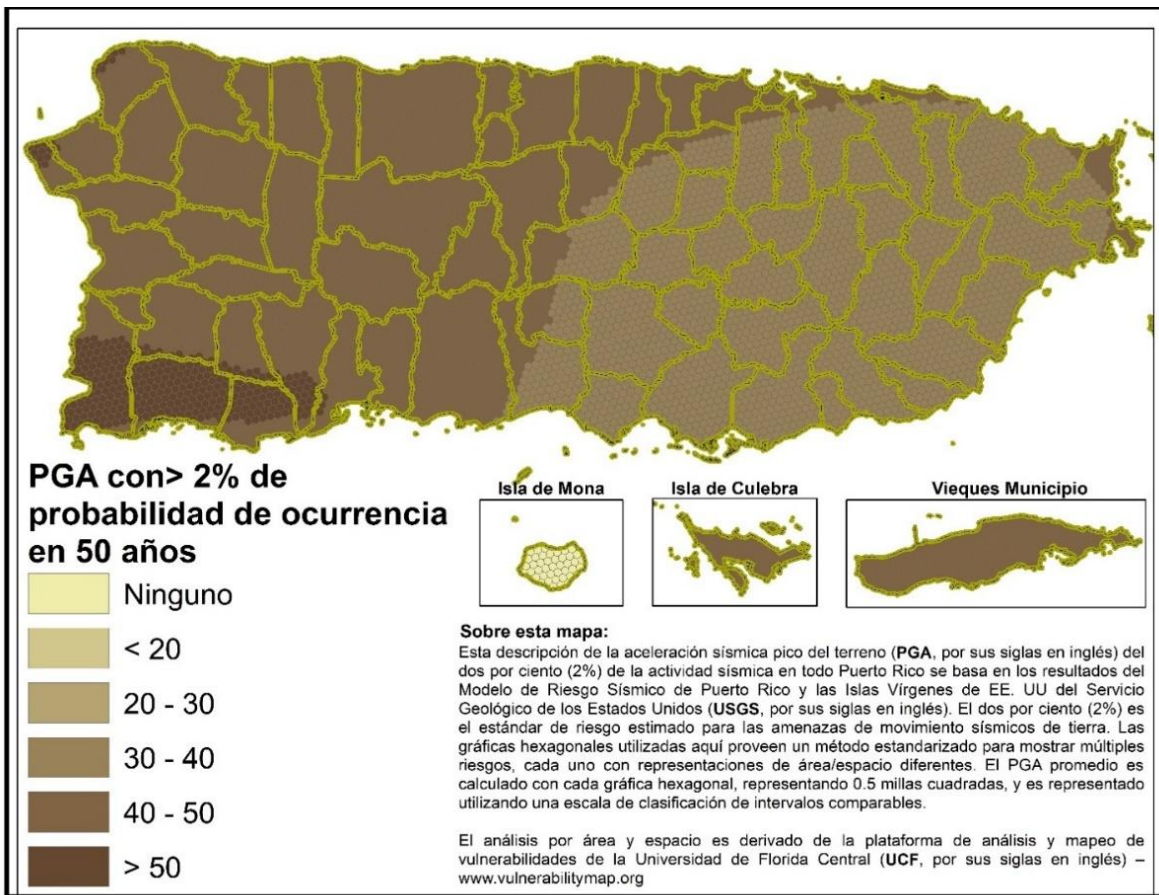 PGA con> 2% de
probabilidad de ocurrencia
en 50 años
Ninguno
< 20
20 - 30
30 - 40
40 - 50
> 50
Isla de Mona
Isla de Culebra
Vieques Municipio
Sobre esta mapa:
Esta descripción de la aceleración sísmica pico del terreno (PGA, por sus siglas en inglés) del
dos por ciento (2%) de la actividad sísmica en todo Puerto Rico se basa en los resultados del
Modelo de Riesgo Sísmico de Puerto Rico y las Islas Vírgenes de EE. UU del Servicio
Geológico de los Estados Unidos (USGS, por sus siglas en inglés). El dos por ciento (2%) es
el estándar de riesgo estimado para las amenazas de movimiento sísmicos de tierra. Las
gráficas hexagonales utilizadas aquí proveen un método estandarizado para mostrar múltiples
riesgos, cada uno con representaciones de área/espacio diferentes. El PGA promedio es
calculado con cada gráfica hexagonal, representando 0.5 millas cuadradas, y es representado
utilizando una escala de clasificación de intervalos comparables.
El análisis por área y espacio es derivado de la plataforma de análisis y mapeo de
vulnerabilidades de la Universidad de Florida Central (UCF, por sus siglas en inglés) –
www.vulnerabilitymap.org